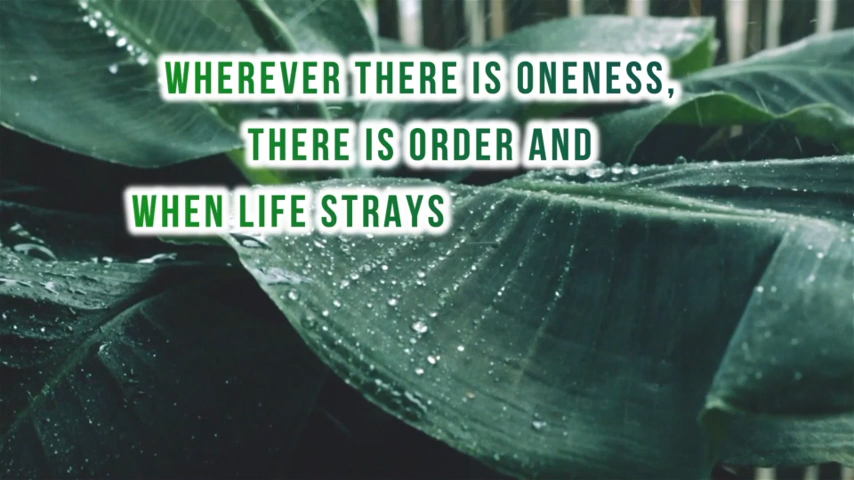 WHEREVER THERE IS ONENESS,
THERE IS ORDER AND
WHEN LIFE STRAYS